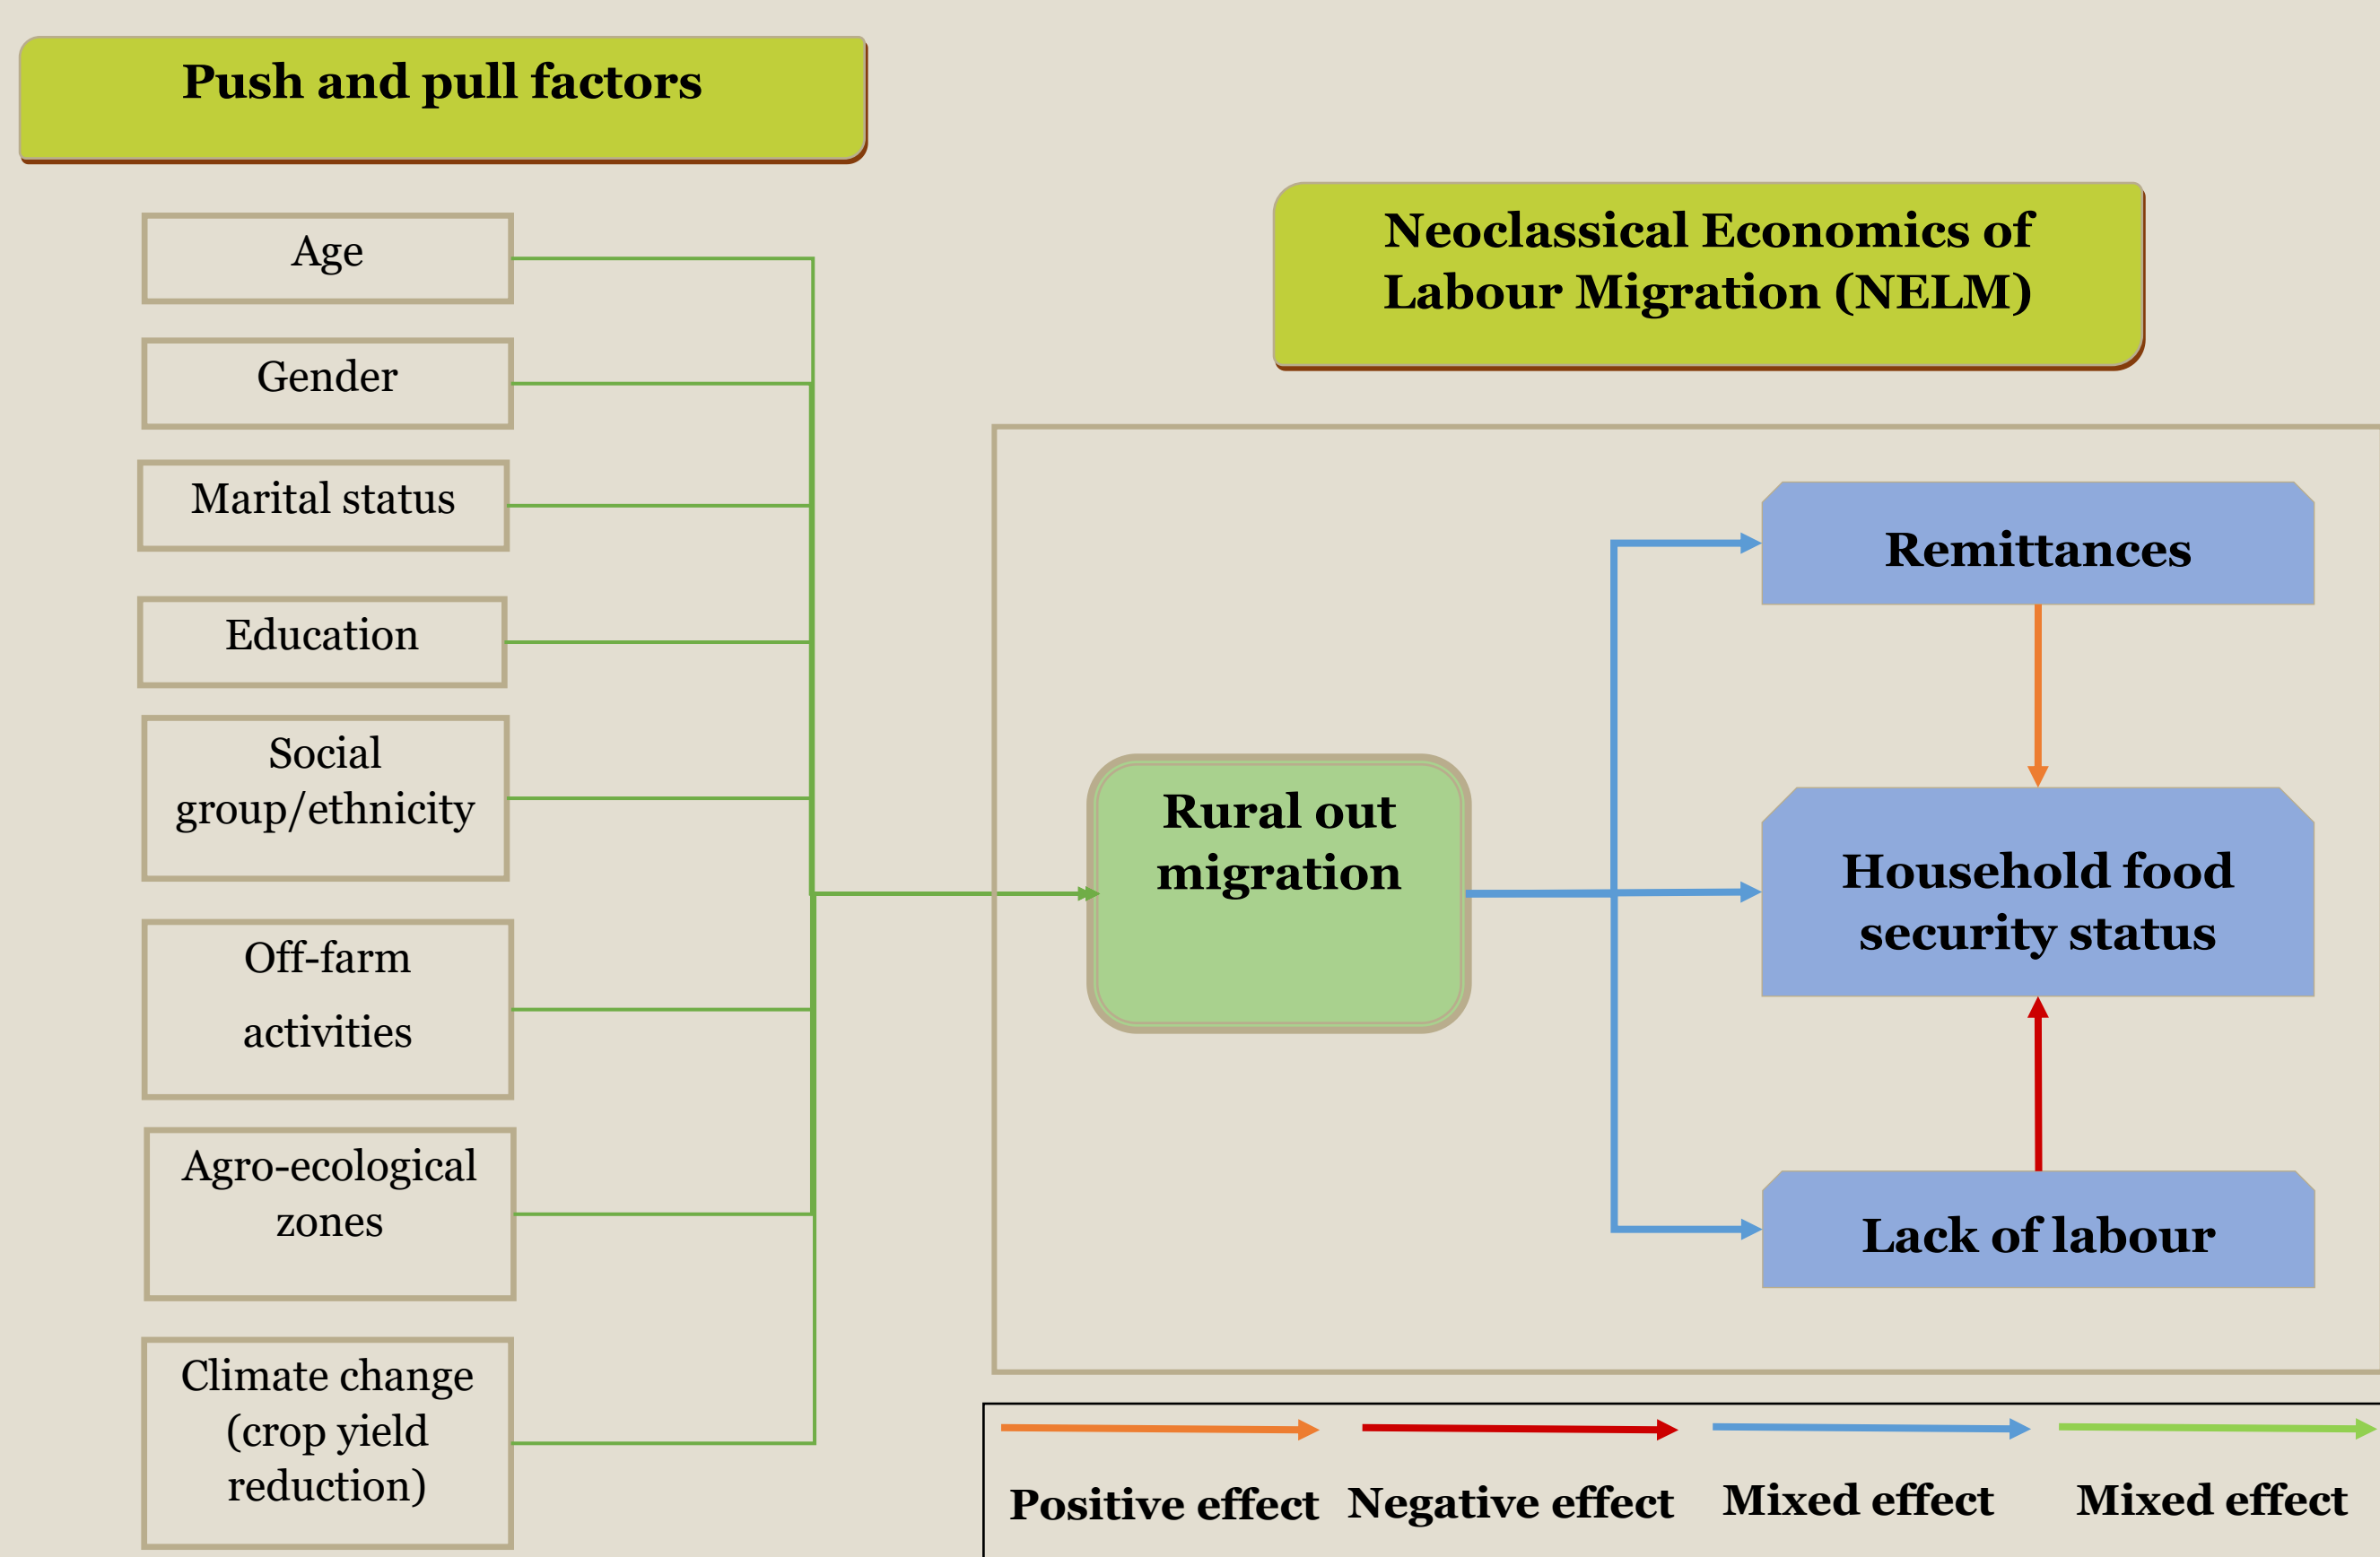 Push and pull factors
Age
Gender
Marital status
Education
Social
group/ethnicity
Off-farm
activities
Agro-ecological
zones
Climate change
(crop yield
reduction)
Neoclassical Economics of
Labour Migration (NELM)
Rural out
migration
Remittances
Household food
security status
Lack of labour
Positive effect
Negative effect
Mixed effect
Mixed effect